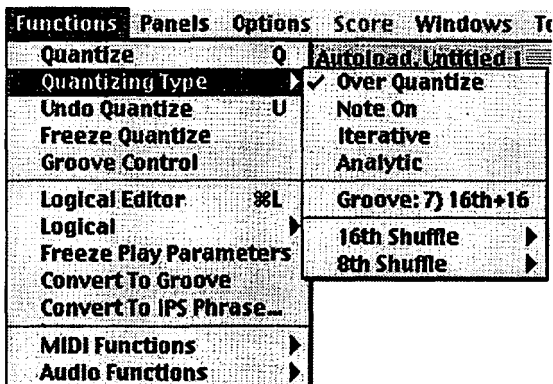 Functions Panels Options Score Windows To
Quantize Q
Autoload. Untitled 1
Quantizing Type
✓ Over Quantize
Undo Quantize U
Note On
Freeze Quantize
Iterative
Groove Control
Analytic
Logical Editor ⌘L
Groove: 7) 16th+16
Logical
16th Shuffle
Freeze Play Parameters
8th Shuffle
Convert To Groove
Convert To IPS Phrase...
MIDI Functions
Audio Functions